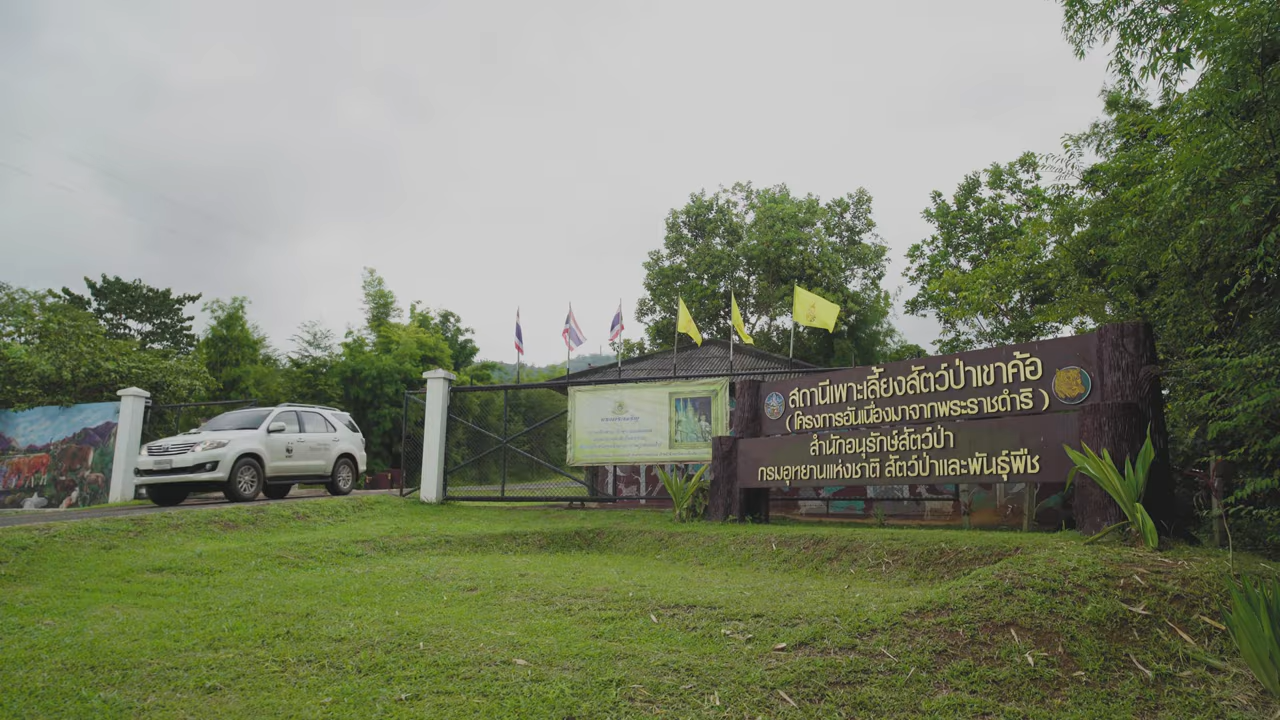 สถานีเพาะเลี้ยงสัตว์ป่าเขาค้อ
( โครงการอันเนื่องมาจากพระราชดำริ )
สำนักอนุรักษ์สัตว์ป่า
กรมอุทยานแห่งชาติ สัตว์ป่าและพันธุ์พืช
WWF